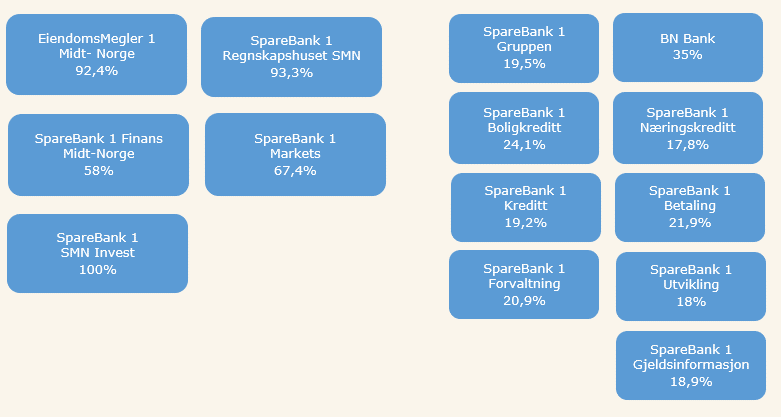 EiendomsMegler 1
Midt- Norge
92,4%
SpareBank 1
Regnskapshuset SMN
93,3%
SpareBank 1 Finans
Midt-Norge
58%
SpareBank 1
Markets
67,4%
SpareBank 1
SMN Invest
100%
SpareBank 1
Gruppen
19,5%
BN Bank
35%
SpareBank 1
Boligkreditt
24,1%
SpareBank 1
Næringskreditt
17,8%
SpareBank 1
Kreditt
19,2%
SpareBank 1
Betaling
21,9%
SpareBank 1
Forvaltning
20,9%
SpareBank 1
Utvikling
18%
SpareBank 1
Gjeldsinformasjon
18,9%